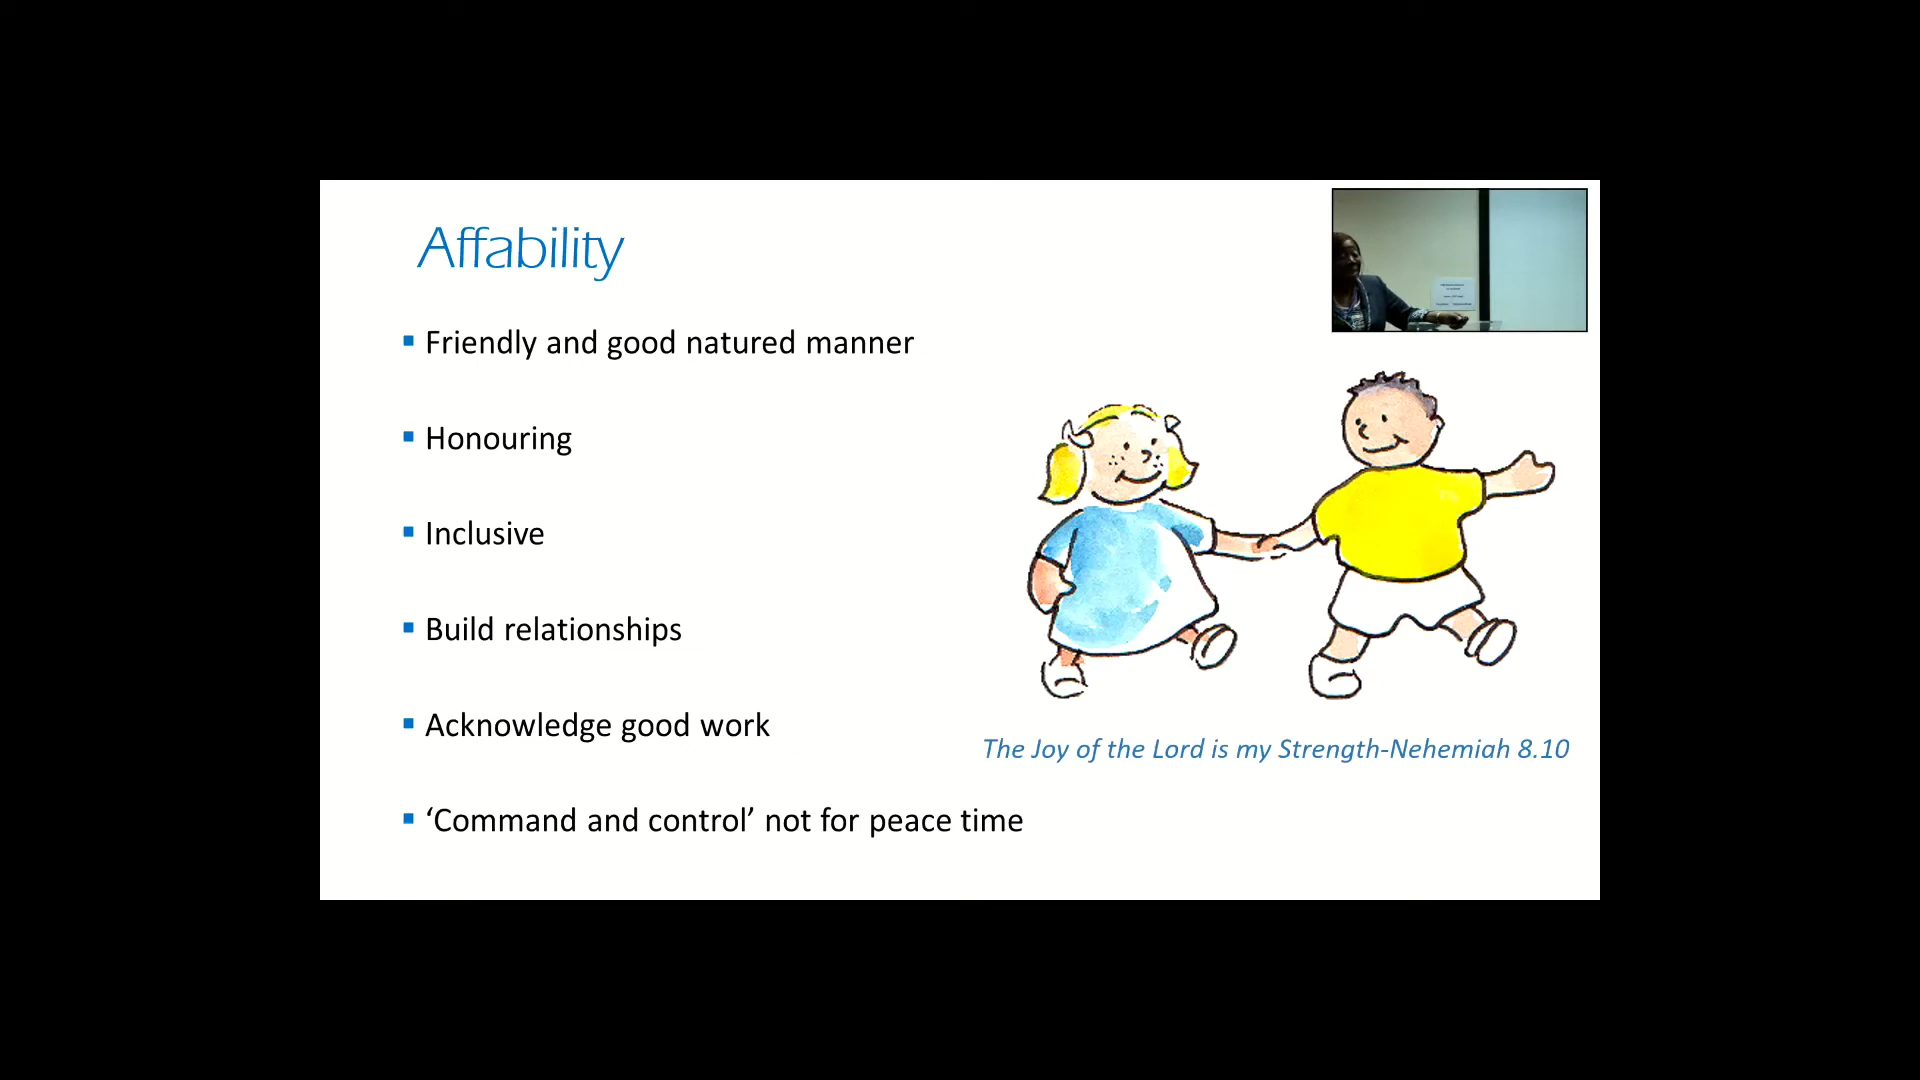 Affability
▪ Friendly and good natured manner
▪ Honouring
▪ Inclusive
▪ Build relationships
▪ Acknowledge good work
The Joy of the Lord is my Strength-Nehemiah 8.10
▪ ‘Command and control’ not for peace time